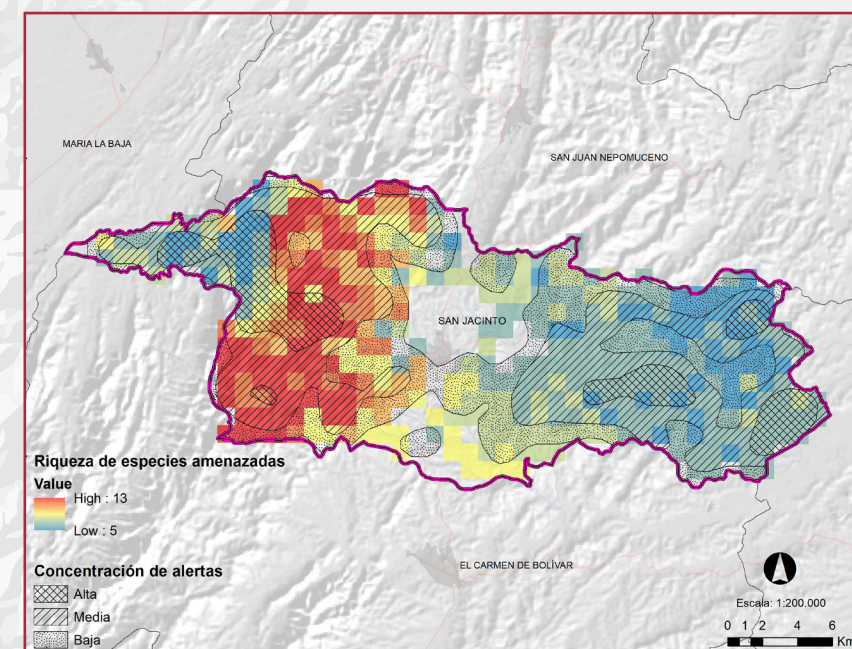 MARIA LA BAJA
SAN JUAN NEPOMUCENO
SAN JACINTO
Riqueza de especies amenazadas
Value
High : 13
Low : 5
EL CARMEN DE BOLÍVAR
Concentración de alertas
Alta
Media
Baja
Escala: 1:200.000
0 1 2 4 6
Km